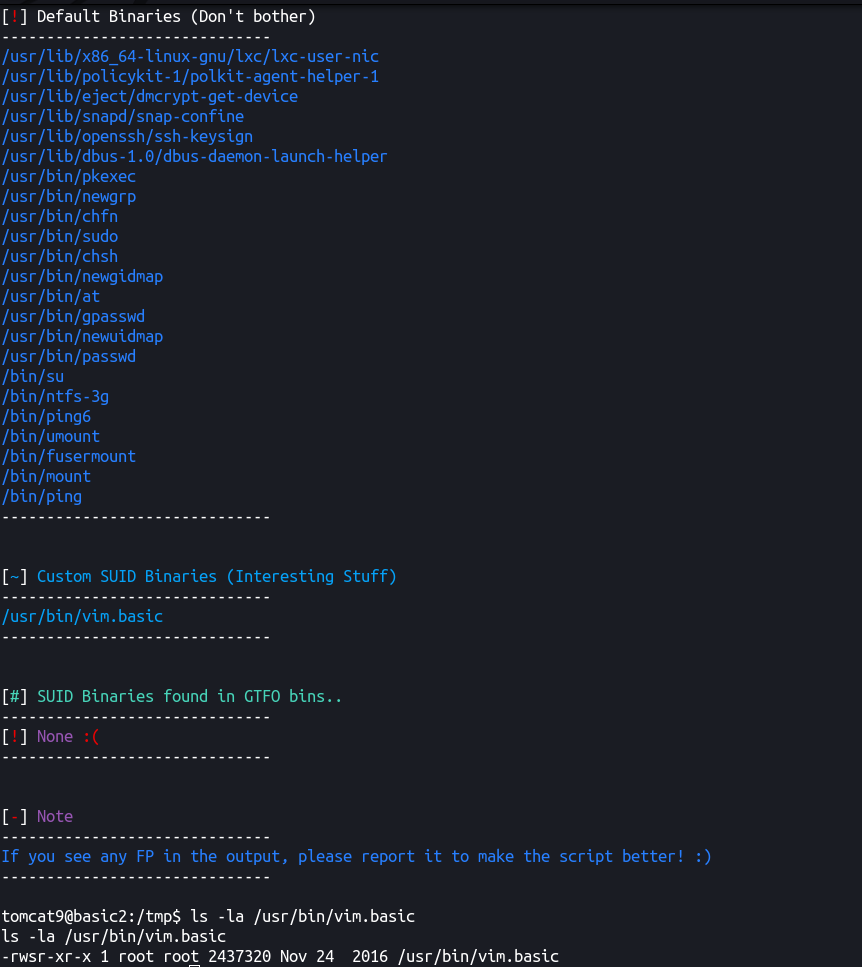 [!] Default Binaries (Don't bother)
------------------------------
/usr/lib/x86_64-linux-gnu/lxc/lxc-user-nic
/usr/lib/policykit-1/polkit-agent-helper-1
/usr/lib/eject/dmcrypt-get-device
/usr/lib/snapd/snap-confine
/usr/lib/openssh/ssh-keysign
/usr/lib/dbus-1.0/dbus-daemon-launch-helper
/usr/bin/pkexec
/usr/bin/newgrp
/usr/bin/chfn
/usr/bin/sudo
/usr/bin/chsh
/usr/bin/newgidmap
/usr/bin/at
/usr/bin/gpasswd
/usr/bin/newuidmap
/usr/bin/passwd
/bin/su
/bin/ntfs-3g
/bin/ping6
/bin/umount
/bin/fusermount
/bin/mount
/bin/ping
------------------------------
[~] Custom SUID Binaries (Interesting Stuff)
------------------------------
/usr/bin/vim.basic
------------------------------
[#] SUID Binaries found in GTFO bins..
------------------------------
[!] None :(
------------------------------
[-] Note
------------------------------
If you see any FP in the output, please report it to make the script better! :)
------------------------------
tomcat9@basic2:/tmp$ ls -la /usr/bin/vim.basic
ls -la /usr/bin/vim.basic
-rwsr-xr-x 1 root root 2437320 Nov 24  2016 /usr/bin/vim.basic